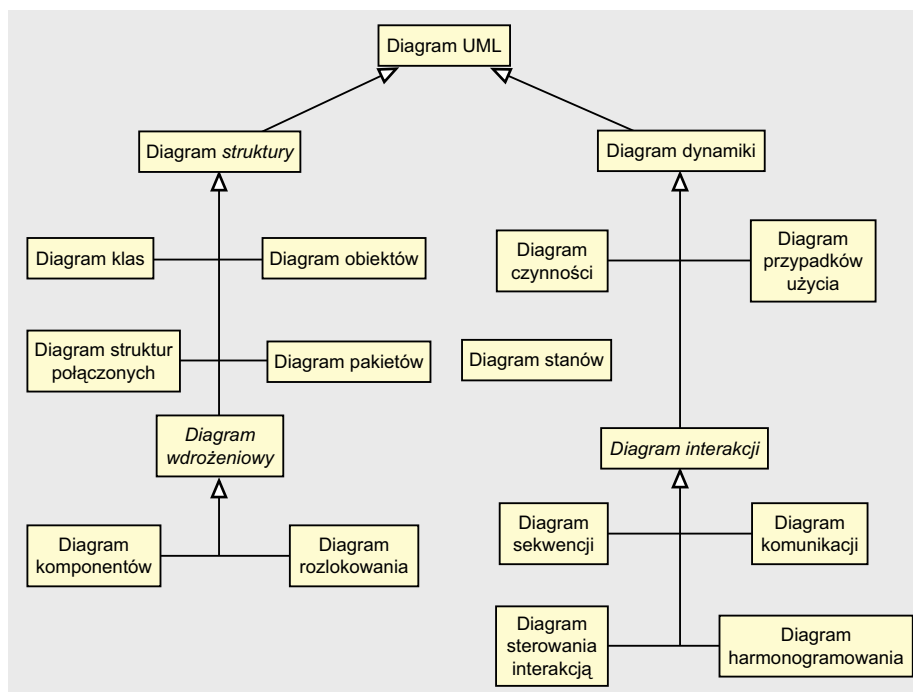 Diagram UML
Diagram struktury
Diagram dynamiki
Diagram klas
Diagram obiektów
Diagram
czynności
Diagram
przypadków
użycia
Diagram struktur
połączonych
Diagram pakietów
Diagram stanów
Diagram
wdrożeniowy
Diagram interakcji
Diagram
komponentów
Diagram
rozlokowania
Diagram
sekwencji
Diagram
komunikacji
Diagram
sterowania
interakcją
Diagram
harmonogramowania